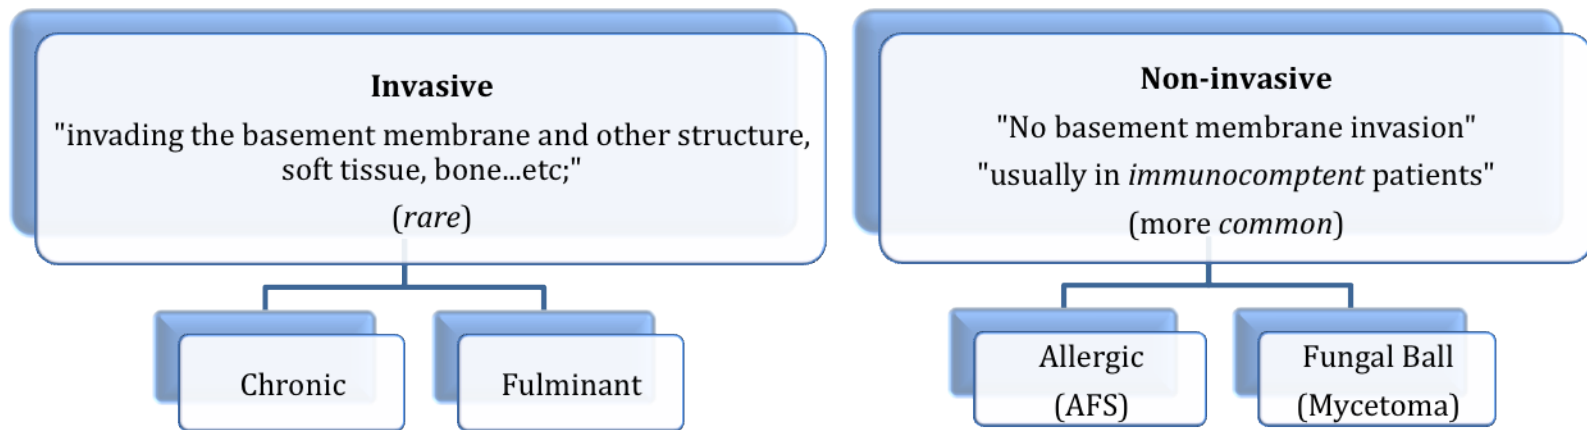 Invasive
"invading the basement membrane and other structure,
soft tissue, bone...etc;"
(rare)
Chronic
Fulminant
Non-invasive
"No basement membrane invasion"
"usually in immunocomptent patients"
(more common)
Allergic
(AFS)
Fungal Ball
(Mycetoma)